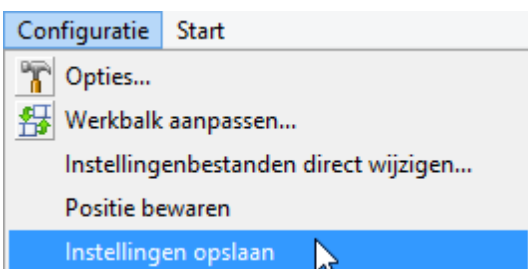 Configuratie Start
Opties...
Werkbalk aanpassen...
Instellingenbestanden direct wijzigen...
Positie bewaren
Instellingen opslaan